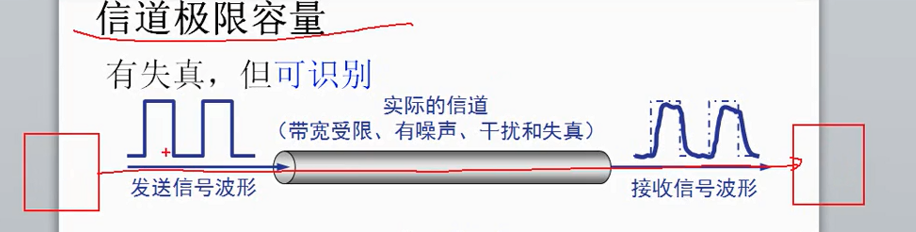 信道极限容量
有失真，但可识别
实际的信道
（带宽受限、有噪声、干扰和失真）
发送信号波形
接收信号波形